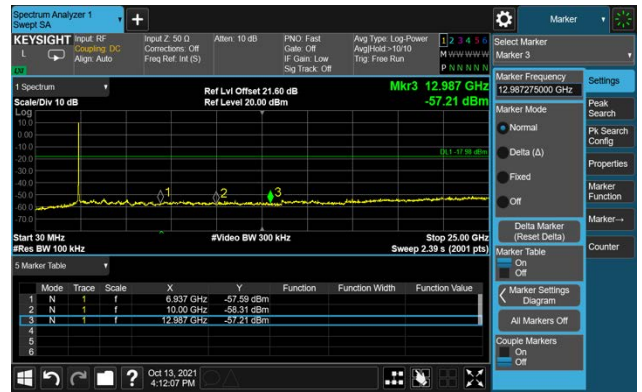 Spectrum Analyzer 1
Swept SA
Marker
KEYSIGHT
L
Input: RF
Coupling: DC
Align: Auto
Input Z: 50 Ω
Corrections: Off
Freq Ref: Int (S)
Atten: 10 dB
PNO: Fast
Gate: Off
IF Gain: Low
Sig Track: Off
Avg Type: Log-Power
Avg|Hold:>10/10
Trig: Free Run
1 2 3 4 5 6
M W W W W W
P N N N N N
Select Marker
Marker 3
1 Spectrum
Scale/Div 10 dB
Log
Ref Lvl Offset 21.60 dB
Ref Level 20.00 dBm
Mkr3 12.987 GHz
-57.21 dBm
10.0
0.00
-10.0
-20.0
-30.0
-40.0
-50.0
-60.0
-70.0
DL1 -17.98 dBm
1
2
3
Start 30 MHz
#Res BW 100 kHz
#Video BW 300 kHz
Stop 25.00 GHz
Sweep 2.39 s (2001 pts)
5 Marker Table
Mode Trace Scale X Y Function Function Width Function Value
1 N 1 f 6.937 GHz -57.59 dBm
2 N 1 f 10.00 GHz -58.31 dBm
3 N 1 f 12.987 GHz -57.21 dBm
4
5
6
Marker Frequency
12.987275000 GHz
Marker Mode
Normal
Delta (Δ)
Fixed
Off
Delta Marker
(Reset Delta)
Marker Table
On
Off
Marker Settings
Diagram
All Markers Off
Couple Markers
On
Off
Settings
Peak
Search
Pk Search
Config
Properties
Marker
Function
Marker→
Counter
?
Oct 13, 2021
4:12:07 PM